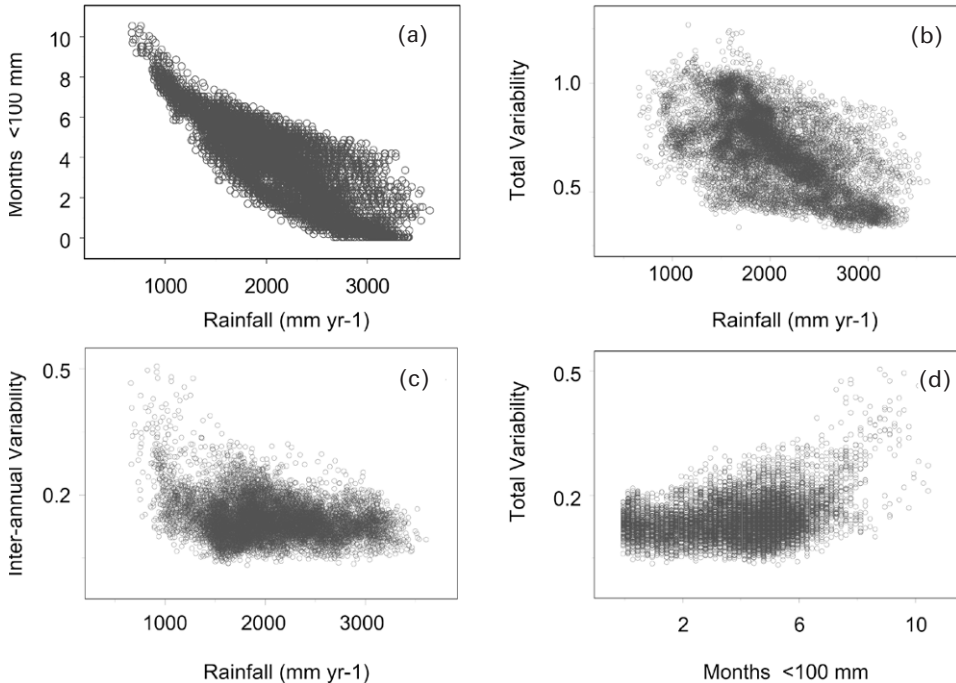 (a)
10
8
6
4
2
0
Months <100 mm
1000 2000 3000
Rainfall (mm yr-1)
(b)
1.0
0.5
Total Variability
1000 2000 3000
Rainfall (mm yr-1)
(c)
0.5
0.2
Inter-annual Variability
1000 2000 3000
Rainfall (mm yr-1)
(d)
0.5
0.2
Total Variability
2 6 10
Months <100 mm